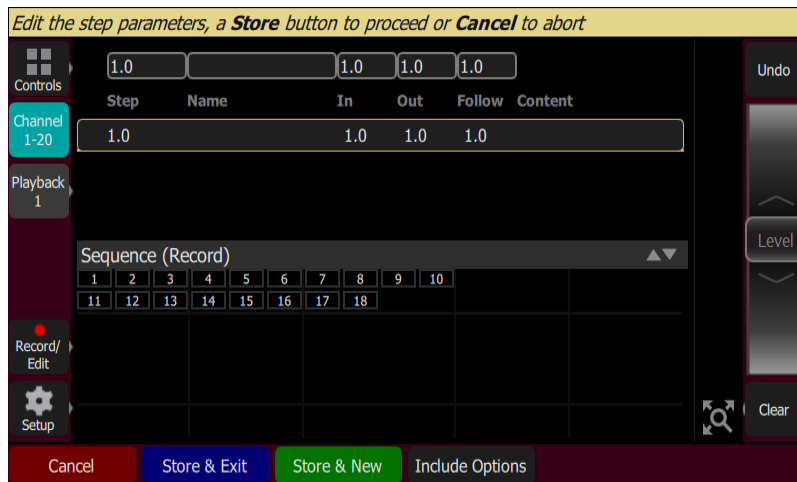 Edit the step parameters, a Store button to proceed or Cancel to abort
Controls
Channel
1-20
Playback
1
Record/
Edit
Setup
1.0 1.0 1.0 1.0
Step Name In Out Follow Content
1.0 1.0 1.0 1.0
Sequence (Record)
1 2 3 4 5 6 7 8 9 10
11 12 13 14 15 16 17 18
Undo
Level
Clear
Cancel Store & Exit Store & New Include Options